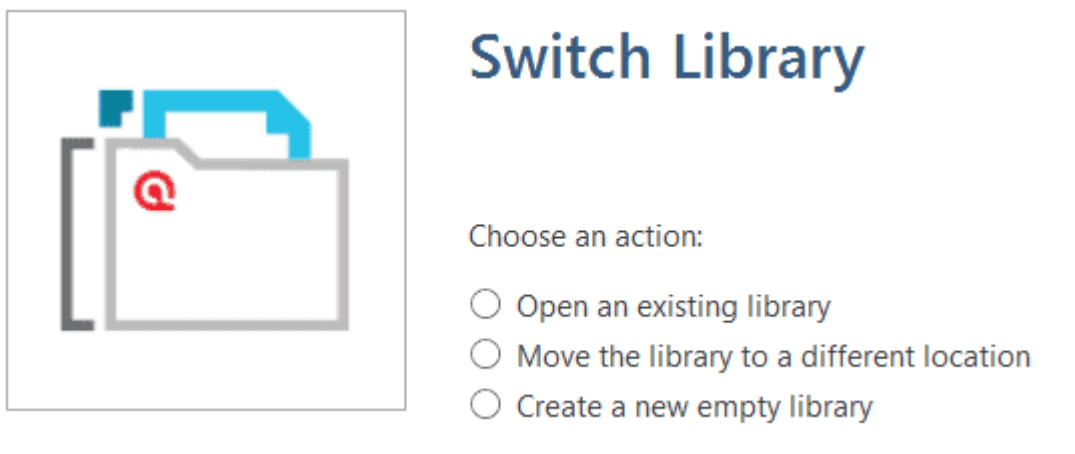 Switch Library
Choose an action:
Open an existing library
Move the library to a different location
Create a new empty library